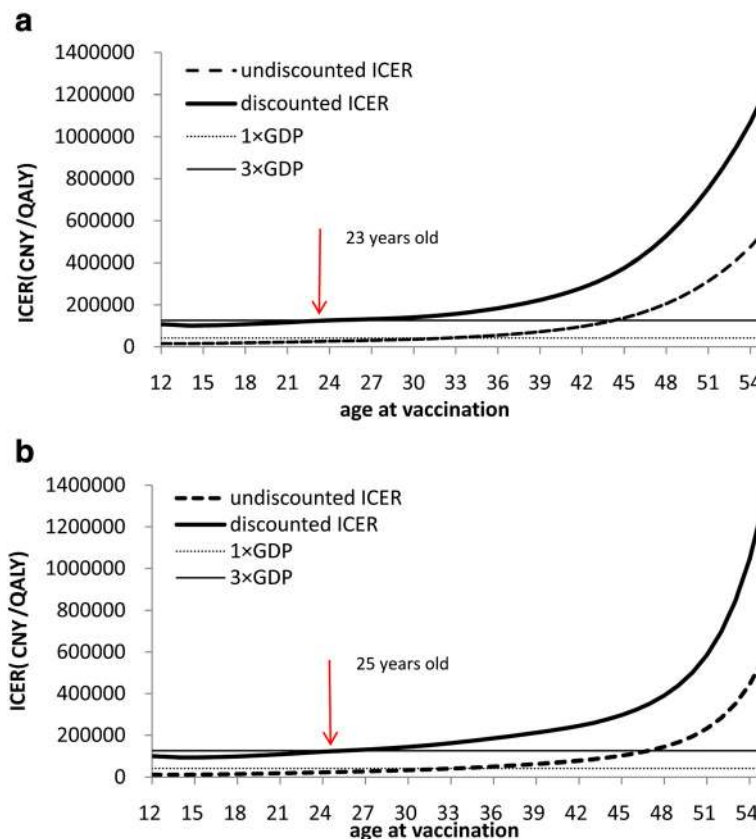 a
1400000
1200000
1000000
800000
600000
400000
200000
0
ICER( CNY /QALY)
undiscounted ICER
discounted ICER
1×GDP
3×GDP
23 years old
12 15 18 21 24 27 30 33 36 39 42 45 48 51 54
age at vaccination
b
1400000
1200000
1000000
800000
600000
400000
200000
0
ICER( CNY /QALY)
undiscounted ICER
discounted ICER
1×GDP
3×GDP
25 years old
12 15 18 21 24 27 30 33 36 39 42 45 48 51 54
age at vaccination